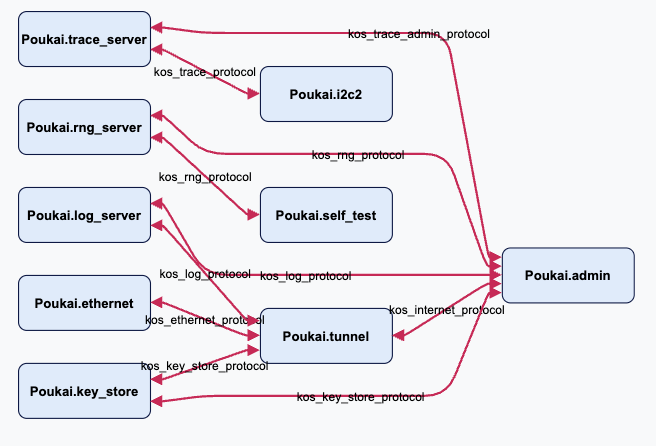 Poukai.trace_server
kos_trace_admin_protocol
kos_trace_protocol
Poukai.i2c2
Poukai.rng_server
kos_rng_protocol
kos_rng_protocol
Poukai.log_server
Poukai.self_test
kos_log_protocol
kos_log_protocol
Poukai.admin
Poukai.ethernet
kos_internet_protocol
kos_ethernet_protocol
Poukai.tunnel
kos_key_store_protocol
Poukai.key_store
kos_key_store_protocol